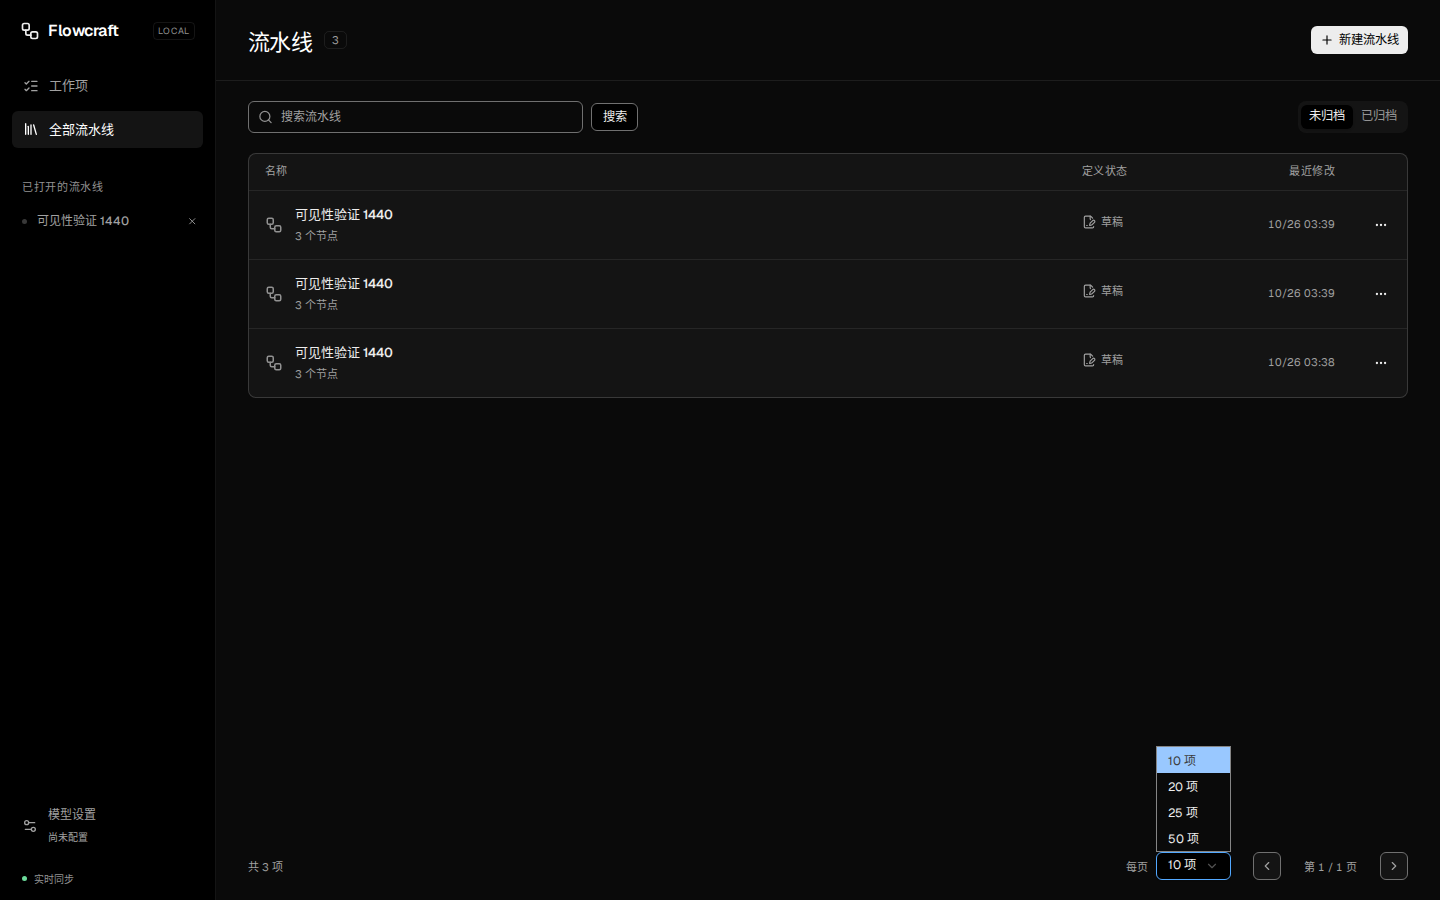 Flowcraft LOCAL
工作项
全部流水线
已打开的流水线
可见性验证 1440
模型设置
尚未配置
实时同步
流水线 3
新建流水线
搜索流水线 搜索
未归档 已归档
名称 定义状态 最近修改
可见性验证 1440
3 个节点
草稿 10/26 03:39
可见性验证 1440
3 个节点
草稿 10/26 03:39
可见性验证 1440
3 个节点
草稿 10/26 03:38
10 项
20 项
25 项
50 项
共 3 项 每页 10 项 第 1 / 1 页